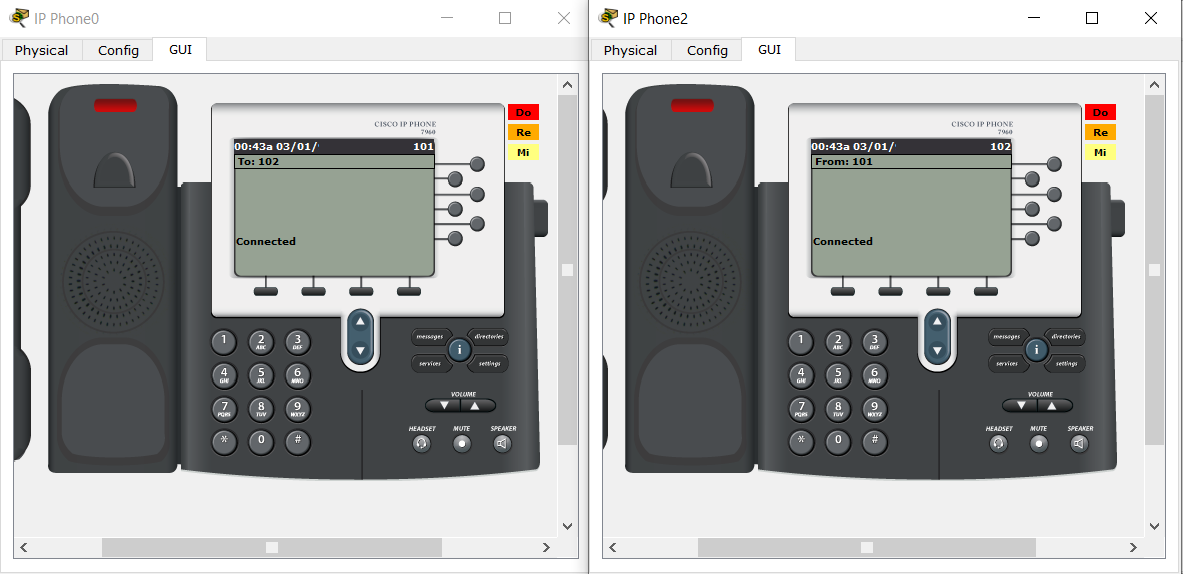 IP Phone0
Physical Config GUI
CISCO IP PHONE
7960
00:43a 03/01/ 101
To: 102
Connected
Do
Re
Mi
1 2 ABC 3 DEF
4 GHI 5 JKL 6 MNO
7 PQRS 8 TUV 9 WXYZ
* 0 #
messages directories
i
services settings
VOLUME
HEADSET MUTE SPEAKER
IP Phone2
Physical Config GUI
CISCO IP PHONE
7960
00:43a 03/01/ 102
From: 101
Connected
Do
Re
Mi
1 2 ABC 3 DEF
4 GHI 5 JKL 6 MNO
7 PQRS 8 TUV 9 WXYZ
* 0 #
messages directories
i
services settings
VOLUME
HEADSET MUTE SPEAKER